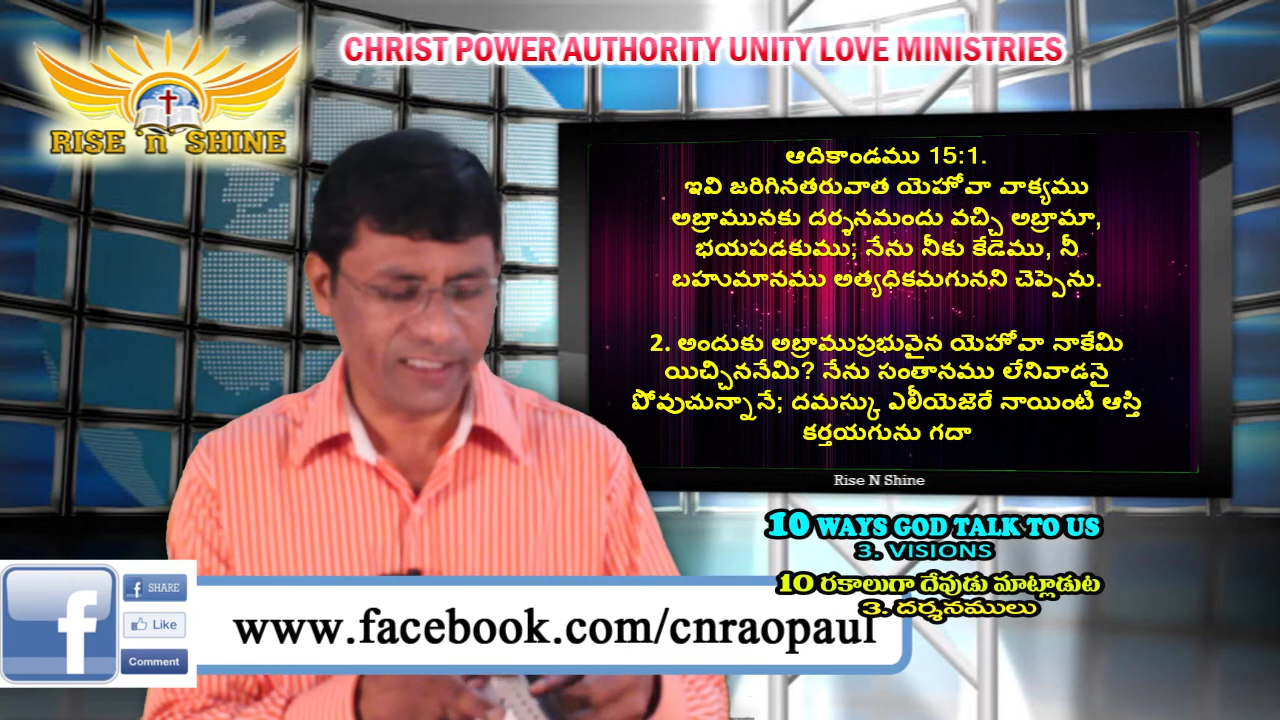 CHRIST POWER AUTHORITY UNITY LOVE MINISTRIES
RISE 'n' SHINE
ఆదికాండము 15:1.
ఇవి జరిగినతరువాత యెహోవా వాక్యము
అబ్రామునకు దర్శనమందు వచ్చి అబ్రామా,
భయపడకుము; నేను నీకు కేడెము, నీ
బహుమానము అత్యధికమగునని చెప్పెను.
2. అందుకు అబ్రాముప్రభువైన యెహోవా నాకేమి
యిచ్చిననేమి? నేను సంతానము లేనివాడనై
పోవుచున్నానే; దమస్కు ఎలీయెజెరే నాయింటి ఆస్తి
కర్తయగును గదా
Rise N Shine
10 WAYS GOD TALK TO US
3. VISIONS
10 రకాలుగా దేవుడు మాట్లాడుట
3. దర్శనములు
f SHARE
Like
Comment
www.facebook.com/cnraopaul